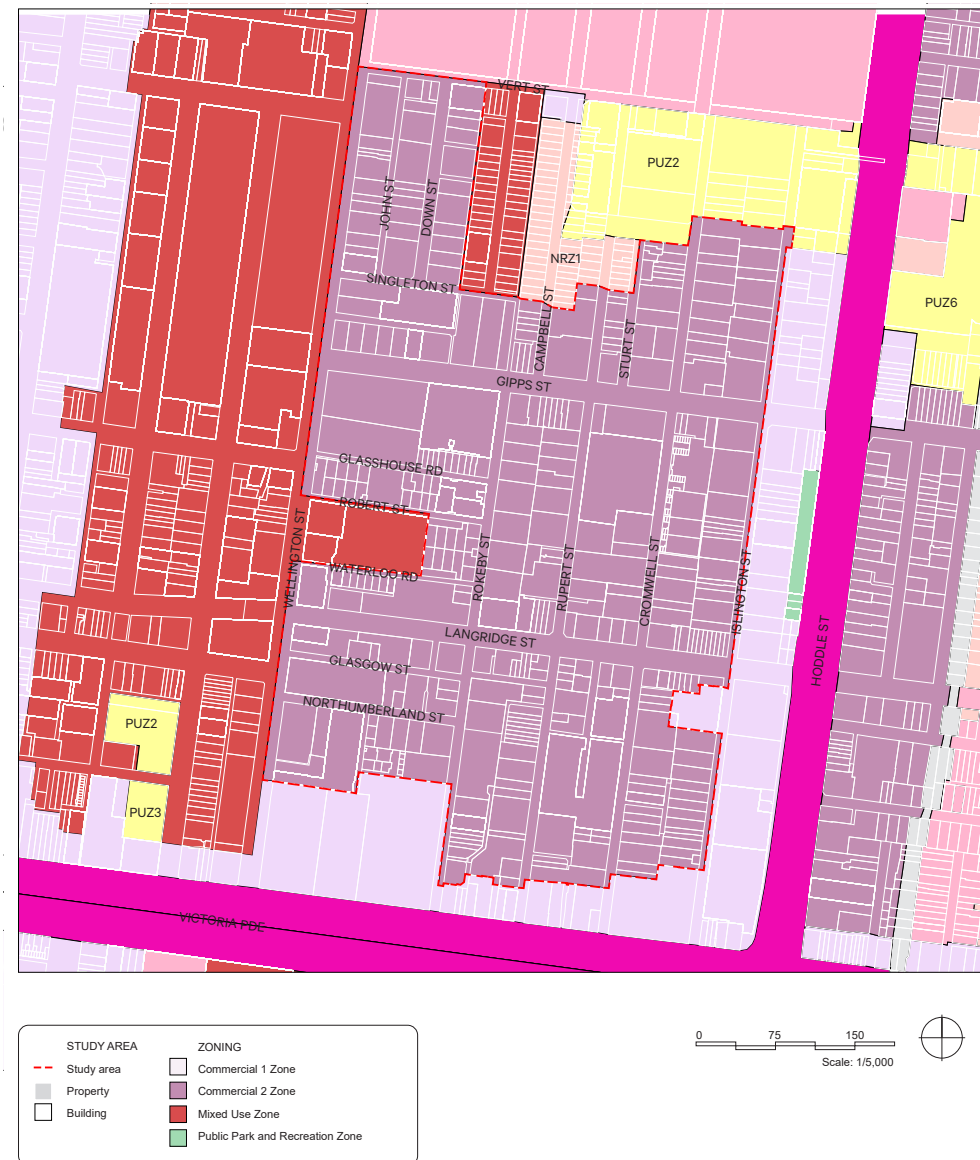 VERT ST
PUZ2
JOHN ST
DOWN ST
NRZ1
SINGLETON ST
CAMPBELL ST
STURT ST
PUZ6
GIPPS ST
GLASSHOUSE RD
ROBERT ST
WELLINGTON ST
WATERLOO RD
ROKEBY ST
RUPERT ST
CROMWELL ST
ISLINGTON ST
HODDLE ST
LANGRIDGE ST
GLASGOW ST
NORTHUMBERLAND ST
PUZ2
PUZ3
VICTORIA PDE
STUDY AREA
Study area
Property
Building
ZONING
Commercial 1 Zone
Commercial 2 Zone
Mixed Use Zone
Public Park and Recreation Zone
0 75 150
Scale: 1/5,000